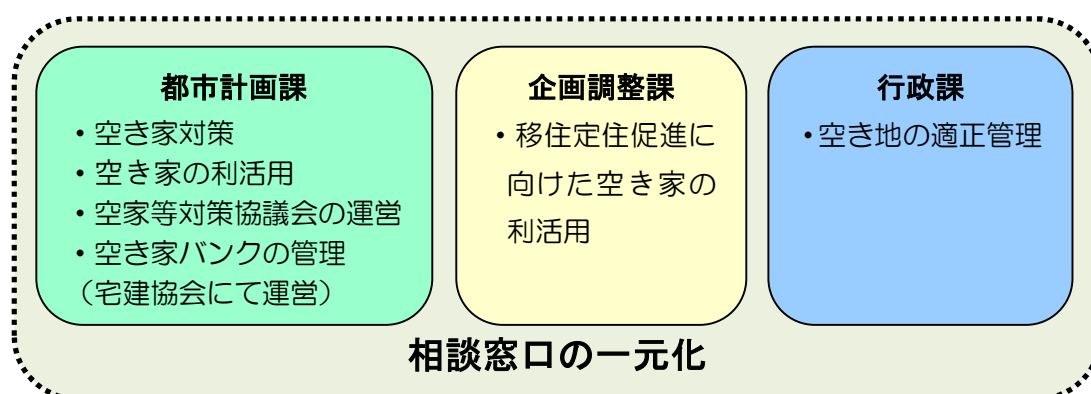 都市計画課
・空き家対策
・空き家の利活用
・空家等対策協議会の運営
・空き家バンクの管理
（宅建協会にて運営）
企画調整課
・移住定住促進に
向けた空き家の
利活用
行政課
・空き地の適正管理
相談窓口の一元化